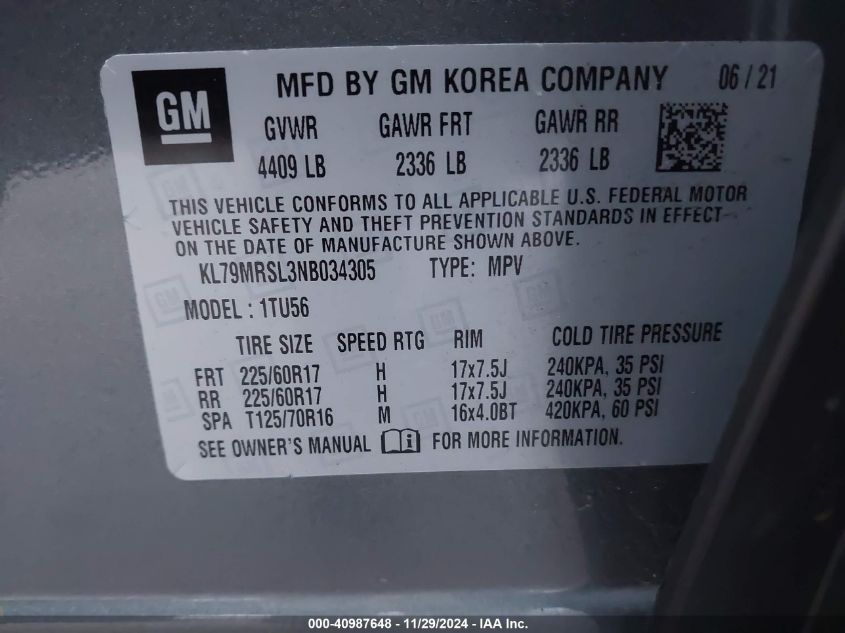 GM
MFD BY GM KOREA COMPANY 06 / 21
GVWR GAWR FRT GAWR RR
4409 LB 2336 LB 2336 LB
THIS VEHICLE CONFORMS TO ALL APPLICABLE U.S. FEDERAL MOTOR
VEHICLE SAFETY AND THEFT PREVENTION STANDARDS IN EFFECT
ON THE DATE OF MANUFACTURE SHOWN ABOVE.
KL79MRSL3NB034305 TYPE: MPV
MODEL : 1TU56
TIRE SIZE SPEED RTG RIM COLD TIRE PRESSURE
FRT 225/60R17 H 17x7.5J 240KPA, 35 PSI
RR 225/60R17 H 17x7.5J 240KPA, 35 PSI
SPA T125/70R16 M 16x4.0BT 420KPA, 60 PSI
SEE OWNER'S MANUAL i FOR MORE INFORMATION.
000-40987648 - 11/29/2024 - IAA Inc.